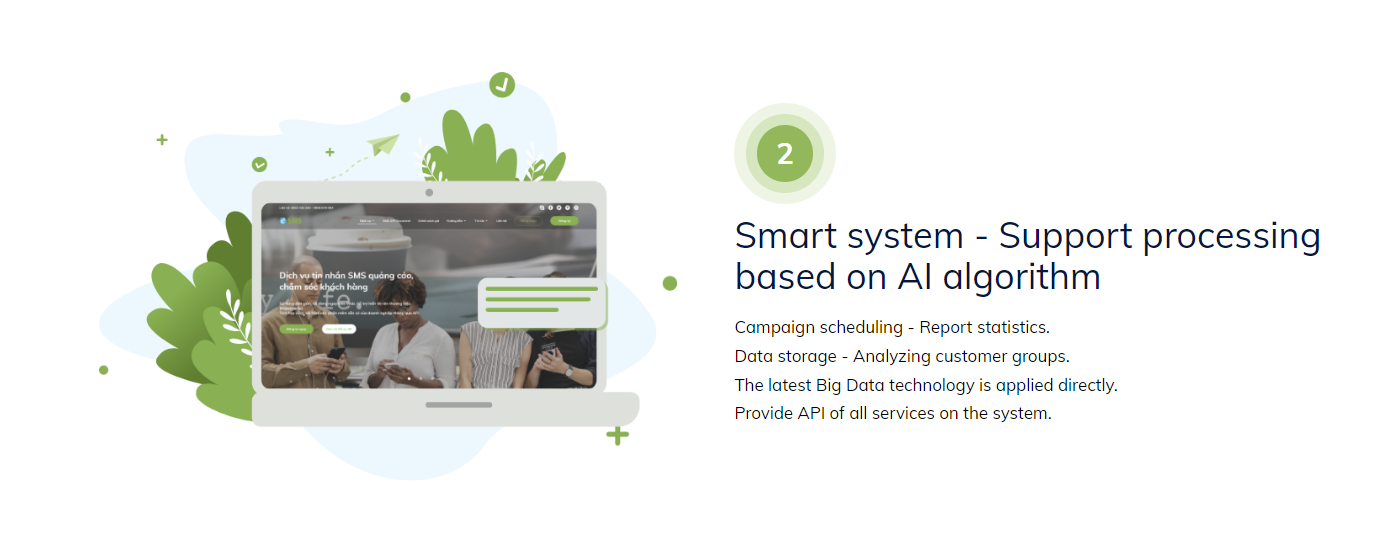 2
Smart system - Support processing
based on AI algorithm
Campaign scheduling - Report statistics.
Data storage - Analyzing customer groups.
The latest Big Data technology is applied directly.
Provide API of all services on the system.
Dịch vụ tin nhắn SMS quảng cáo,
chăm sóc khách hàng